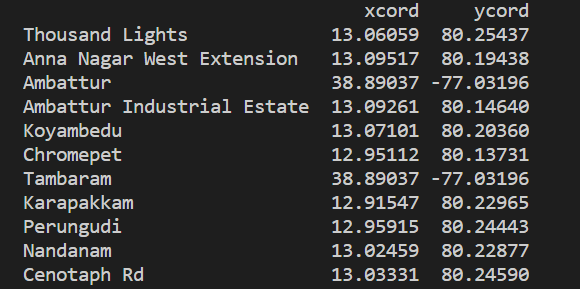 xcord ycord
Thousand Lights 13.06059 80.25437
Anna Nagar West Extension 13.09517 80.19438
Ambattur 38.89037 -77.03196
Ambattur Industrial Estate 13.09261 80.14640
Koyambedu 13.07101 80.20360
Chromepet 12.95112 80.13731
Tambaram 38.89037 -77.03196
Karapakkam 12.91547 80.22965
Perungudi 12.95915 80.24443
Nandanam 13.02459 80.22877
Cenotaph Rd 13.03331 80.24590